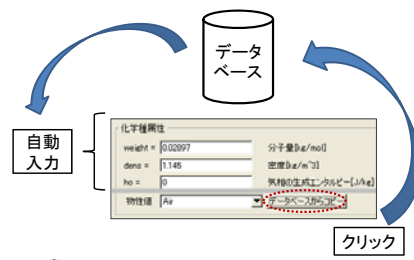 データ
ベース
自動
入力
化学種属性
weight = 0.02897 分子量[kg/mol]
dens = 1.145 密度[kg/m^3]
ho = 0 気相の生成エンタルピー[J/kg]
物性値 Air データベースからコピー
クリック